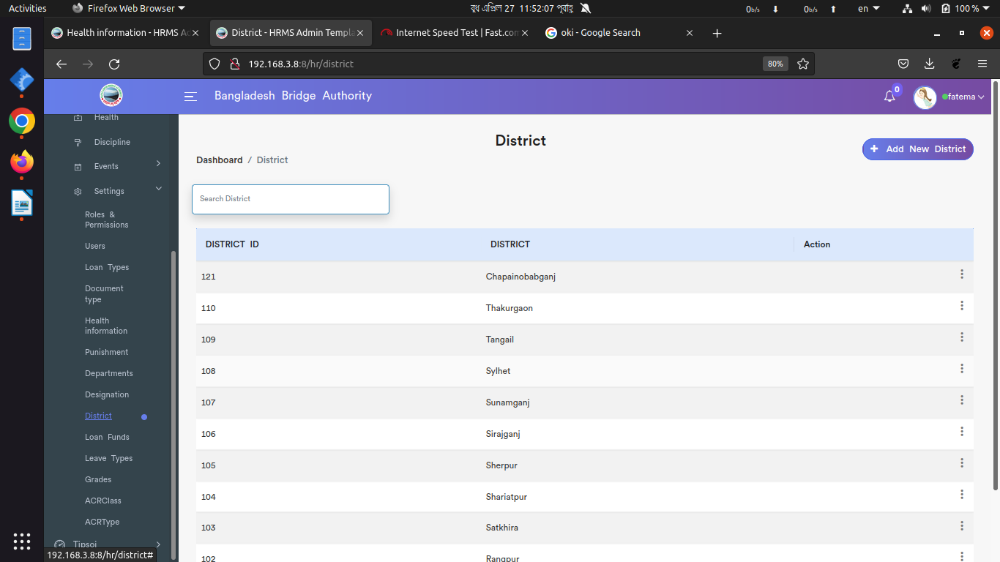 Activities
Firefox Web Browser
বুধ এপ্রিল 27 11:52:07 পূর্বাহ্ণ
0b/s
0b/s
en
100 %
Health information - HRMS Ad
District - HRMS Admin Templa
Internet Speed Test | Fast.com
oki - Google Search
192.168.3.8:8/hr/district
80%
Bangladesh Bridge Authority
0
fatema
Health
Discipline
Events
Settings
Roles &
Permissions
Users
Loan Types
Document
type
Health
information
Punishment
Departments
Designation
District
Loan Funds
Leave Types
Grades
ACRClass
ACRType
Tipsoi
192.168.3.8:8/hr/district#
District
Dashboard / District
+ Add New District
Search District
DISTRICT ID DISTRICT Action
121 Chapainobabganj
110 Thakurgaon
109 Tangail
108 Sylhet
107 Sunamganj
106 Sirajganj
105 Sherpur
104 Shariatpur
103 Satkhira
102 Rangpur